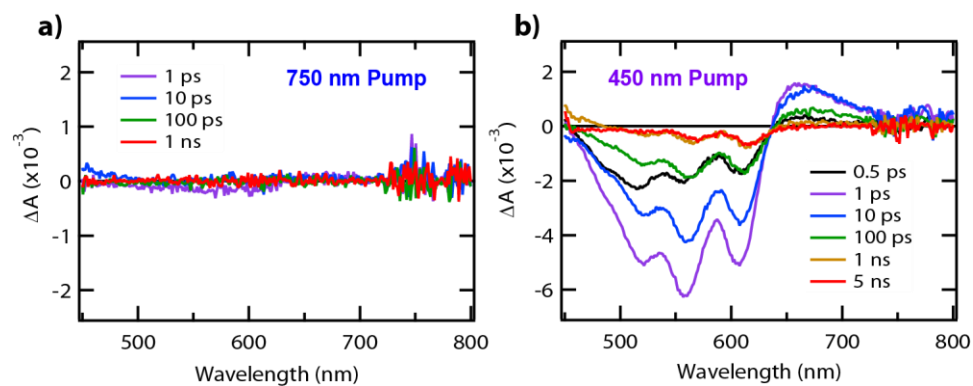 a)
750 nm Pump
1 ps
10 ps
100 ps
1 ns
2
1
0
-1
-2
ΔA (x10⁻³)
500
600
700
800
Wavelength (nm)
b)
450 nm Pump
0.5 ps
1 ps
10 ps
100 ps
1 ns
5 ns
2
0
-2
-4
-6
ΔA (x10⁻³)
500
600
700
800
Wavelength (nm)